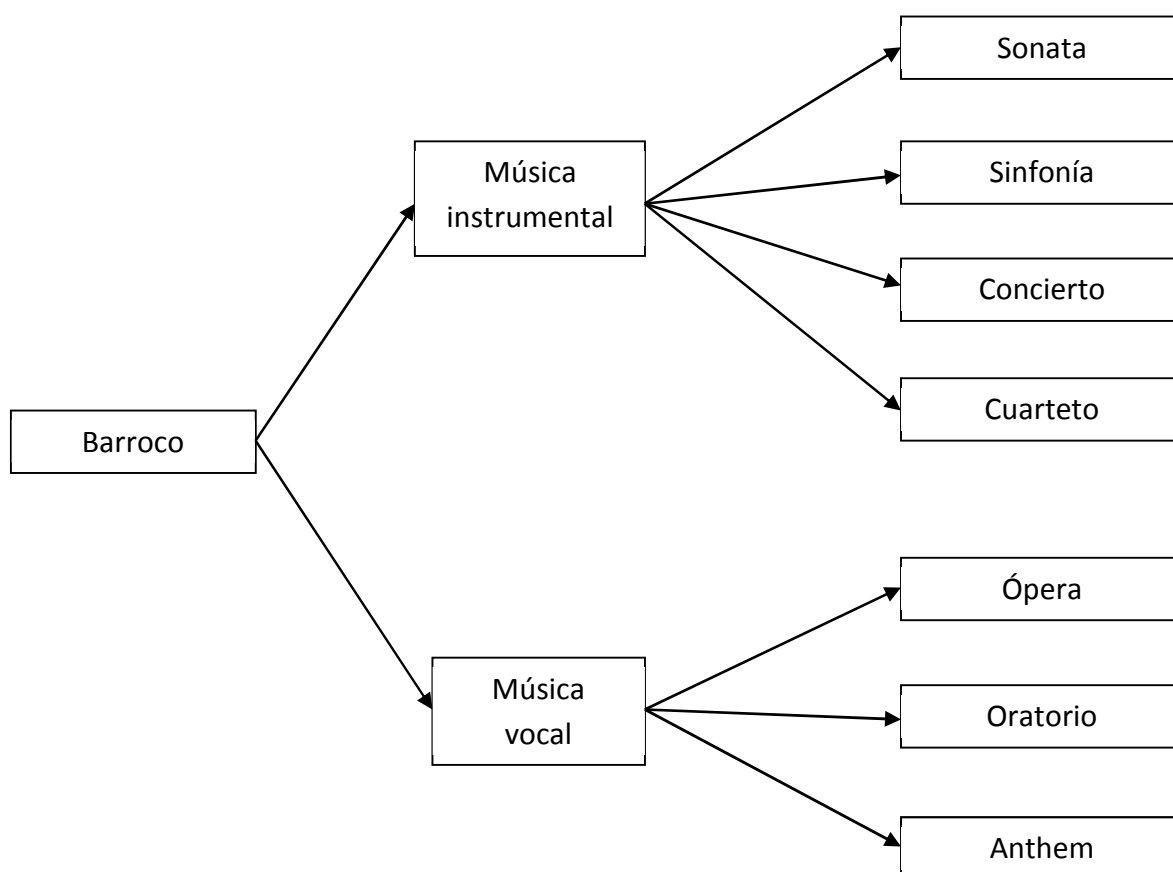 Sonata
Música
instrumental
Sinfonía
Concierto
Cuarteto
Barroco
Ópera
Música
vocal
Oratorio
Anthem